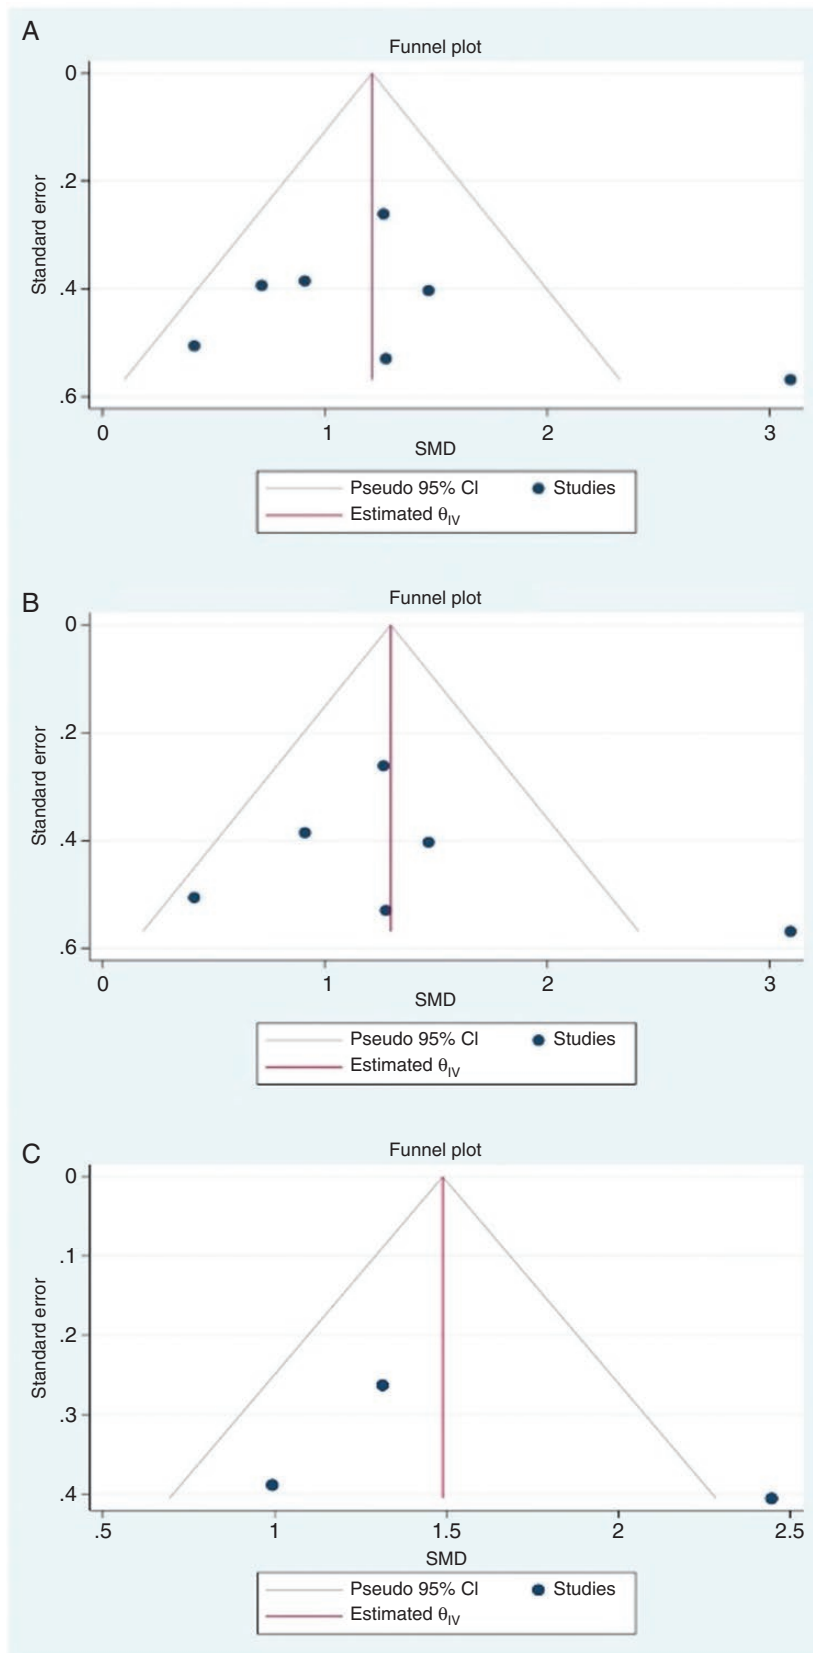 A
Funnel plot
0
.2
.4
.6
Standard error
0 1 2 3
SMD
Pseudo 95% CI Studies
Estimated θIV
B
Funnel plot
0
.2
.4
.6
Standard error
0 1 2 3
SMD
Pseudo 95% CI Studies
Estimated θIV
C
Funnel plot
0
.1
.2
.3
.4
Standard error
.5 1 1.5 2 2.5
SMD
Pseudo 95% CI Studies
Estimated θIV